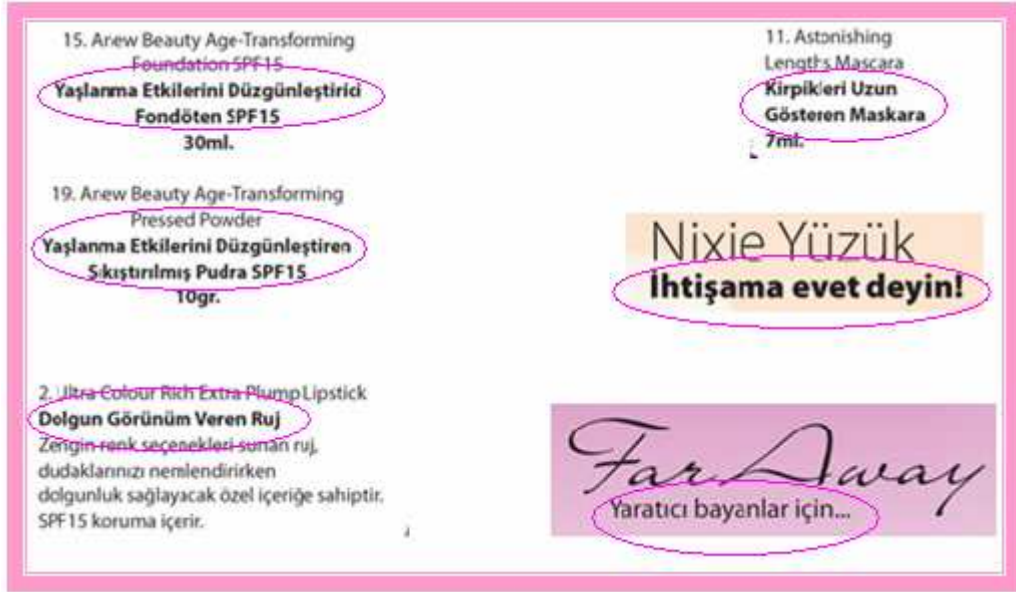 15. Anew Beauty Age-Transforming
Foundation SPF15
Yaşlanma Etkilerini Düzgünleştirici
Fondöten SPF15
30ml.
19. Anew Beauty Age-Transforming
Pressed Powder
Yaşlanma Etkilerini Düzgünleştiren
Sıkıştırılmış Pudra SPF15
10gr.
2. Ultra Colour Rich Extra Plump Lipstick
Dolgun Görünüm Veren Ruj
Zengin renk seçenekleri sunan ruj,
dudaklarınızı nemlendirirken
dolgunluk sağlayacak özel içeriğe sahiptir.
SPF15 koruma içerir.
11. Astonishing
Lengths Mascara
Kirpikleri Uzun
Gösteren Maskara
7ml.
Nixie Yüzük
İhtişama evet deyin!
Far Away
Yaratıcı bayanlar için...